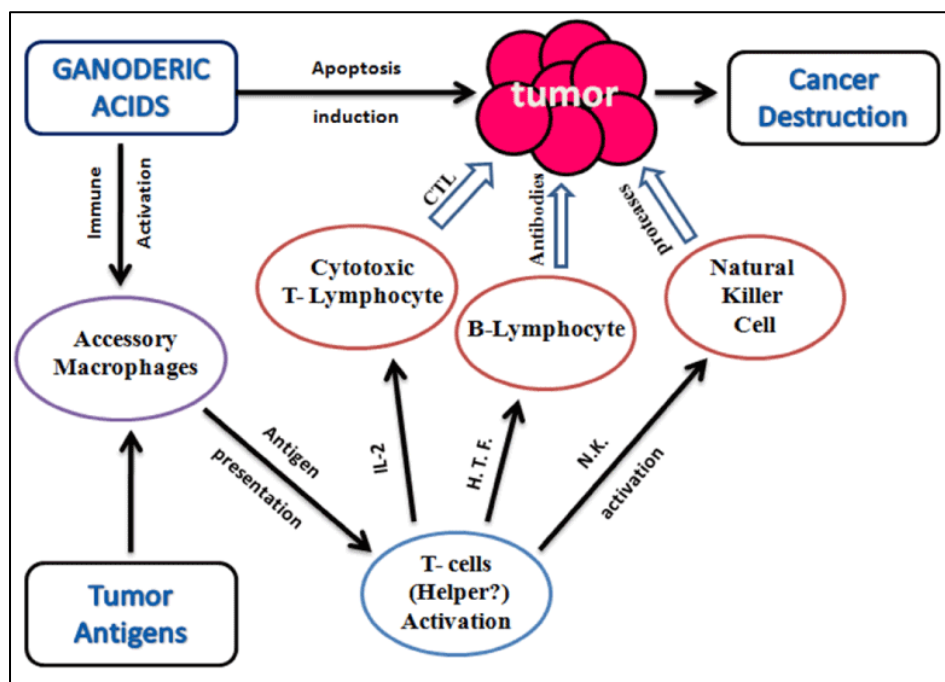 GANODERIC
ACIDS
Apoptosis
induction
tumor
Cancer
Destruction
Immune
Activation
CTL
Antibodies
proteases
Cytotoxic
T- Lymphocyte
B-Lymphocyte
Natural
Killer
Cell
Accessory
Macrophages
Antigen
presentation
IL-2
H. T. F.
N.K.
activation
Tumor
Antigens
T- cells
(Helper?)
Activation